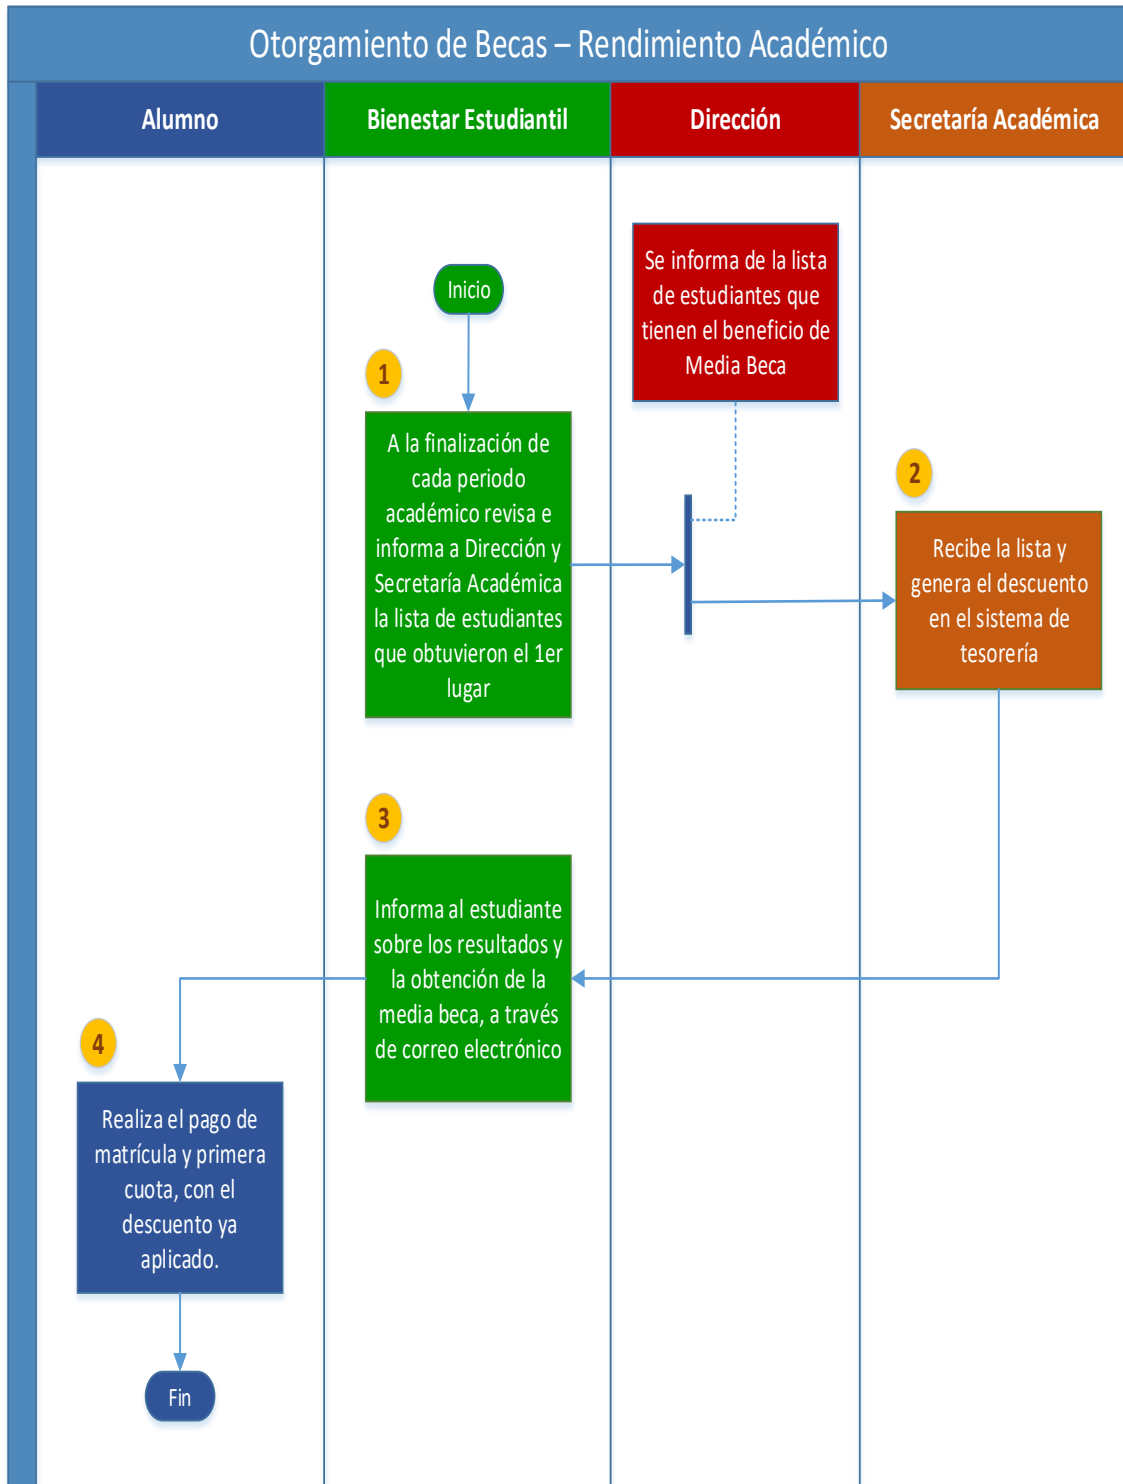 Otorgamiento de Becas – Rendimiento Académico
Alumno
Bienestar Estudiantil
Dirección
Secretaría Académica
Inicio
Se informa de la lista
de estudiantes que
tienen el beneficio de
Media Beca
1
A la finalización de
cada periodo
académico revisa e
informa a Dirección y
Secretaría Académica
la lista de estudiantes
que obtuvieron el 1er
lugar
2
Recibe la lista y
genera el descuento
en el sistema de
tesorería
3
Informa al estudiante
sobre los resultados y
la obtención de la
media beca, a través
de correo electrónico
4
Realiza el pago de
matrícula y primera
cuota, con el
descuento ya
aplicado.
Fin